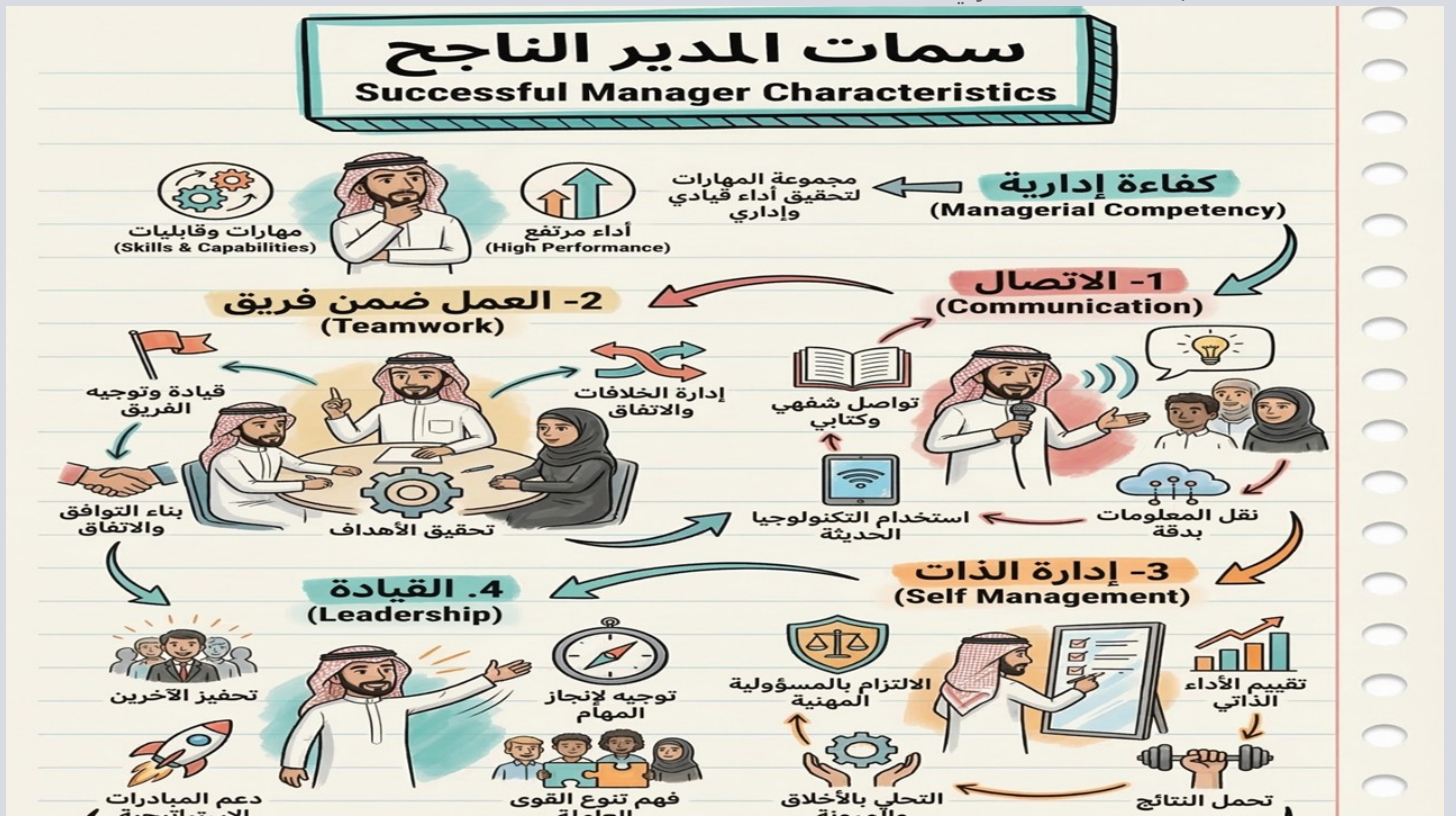 سمات المدير الناجح
Successful Manager Characteristics
كفاءة إدارية
(Managerial Competency)
مجموعة المهارات
لتحقيق أداء قيادي
وإداري
أداء مرتفع
(High Performance)
مهارات وقابليات
(Skills & Capabilities)
1- الاتصال
(Communication)
نقل المعلومات
بدقة
استخدام التكنولوجيا
الحديثة
تواصل شفهي
وكتابي
2- العمل ضمن فريق
(Teamwork)
إدارة الخلافات
والاتفاق
قيادة وتوجيه
الفريق
بناء التوافق
والاتفاق
تحقيق الأهداف
3- إدارة الذات
(Self Management)
تقييم الأداء
الذاتي
تحمل النتائج
التحلي بالأخلاق
الالتزام بالمسؤولية
المهنية
4. القيادة
(Leadership)
توجيه لإنجاز
المهام
تحفيز الآخرين
فهم تنوع القوى
دعم المبادرات